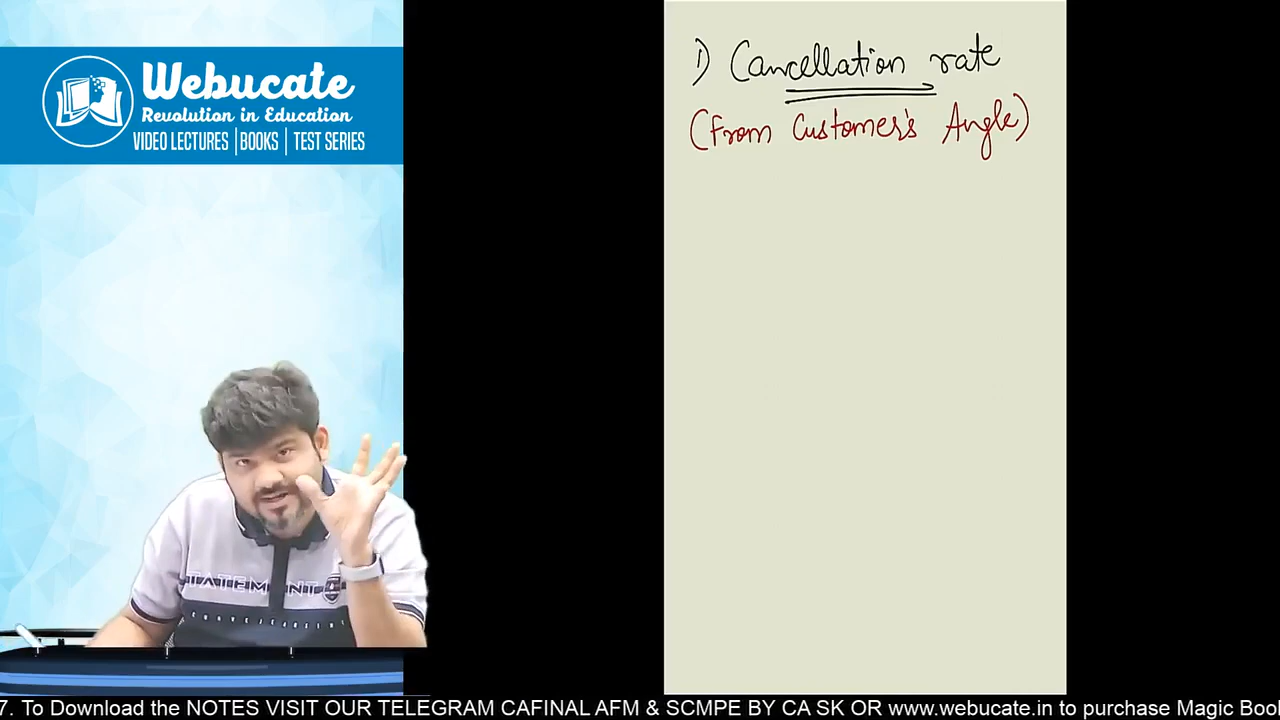 Webucate
Revolution in Education
VIDEO LECTURES | BOOKS | TEST SERIES
1) Cancellation rate
(From Customer's Angle)
TATEMENT
7. To Download the NOTES VISIT OUR TELEGRAM CAFINAL AFM & SCMPE BY CA SK OR www.webucate.in to purchase Magic Boo